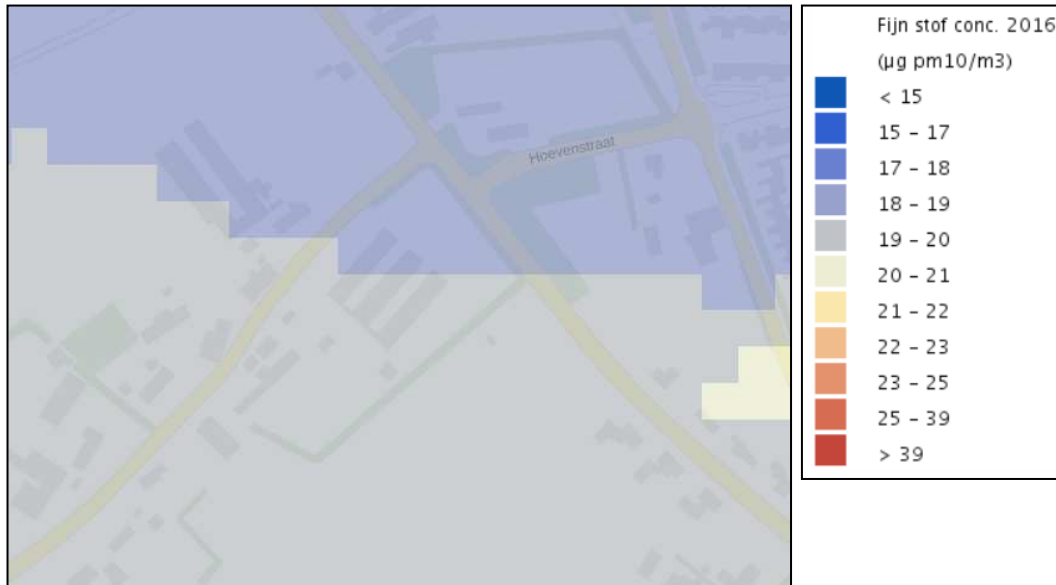 Hoevenstraat
Fijn stof conc. 2016
(µg pm10/m3)
< 15
15 – 17
17 – 18
18 – 19
19 – 20
20 – 21
21 – 22
22 – 23
23 – 25
25 – 39
> 39